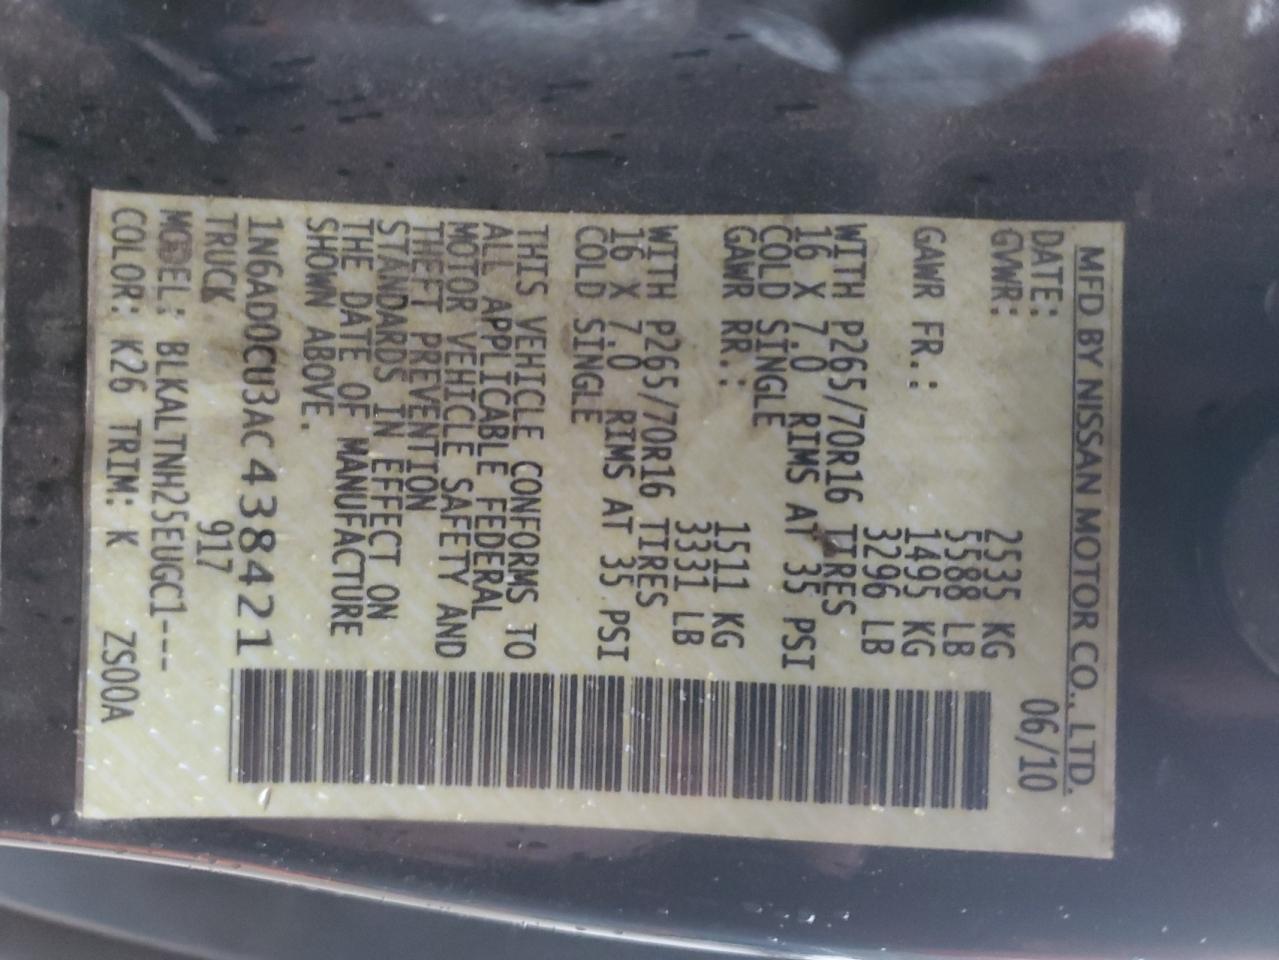 MFD BY NISSAN MOTOR CO., LTD.
DATE: 06/10
GVWR: 2535 KG
5588 LB
GAWR FR.: 1495 KG
3296 LB
WITH P265/70R16 TIRES
16 X 7.0 RIMS AT 35 PSI
COLD SINGLE
GAWR RR.: 1511 KG
3331 LB
WITH P265/70R16 TIRES
16 X 7.0 RIMS AT 35 PSI
COLD SINGLE
THIS VEHICLE CONFORMS TO
ALL APPLICABLE FEDERAL
MOTOR VEHICLE SAFETY AND
THEFT PREVENTION
STANDARDS IN EFFECT ON
THE DATE OF MANUFACTURE
SHOWN ABOVE.
1N6AD0CU3AC438421
TRUCK 917
MODEL: BLKALTNH25EUGC1---
COLOR: K26 TRIM: K ZS00A